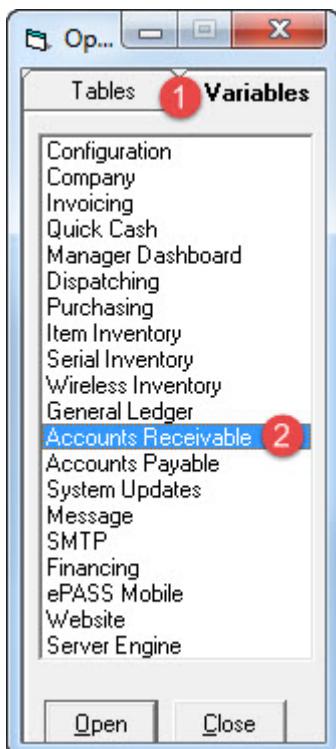 Op...
Tables 1 Variables
Configuration
Company
Invoicing
Quick Cash
Manager Dashboard
Dispatching
Purchasing
Item Inventory
Serial Inventory
Wireless Inventory
General Ledger
Accounts Receivable 2
Accounts Payable
System Updates
Message
SMTP
Financing
ePASS Mobile
Website
Server Engine
Open Close